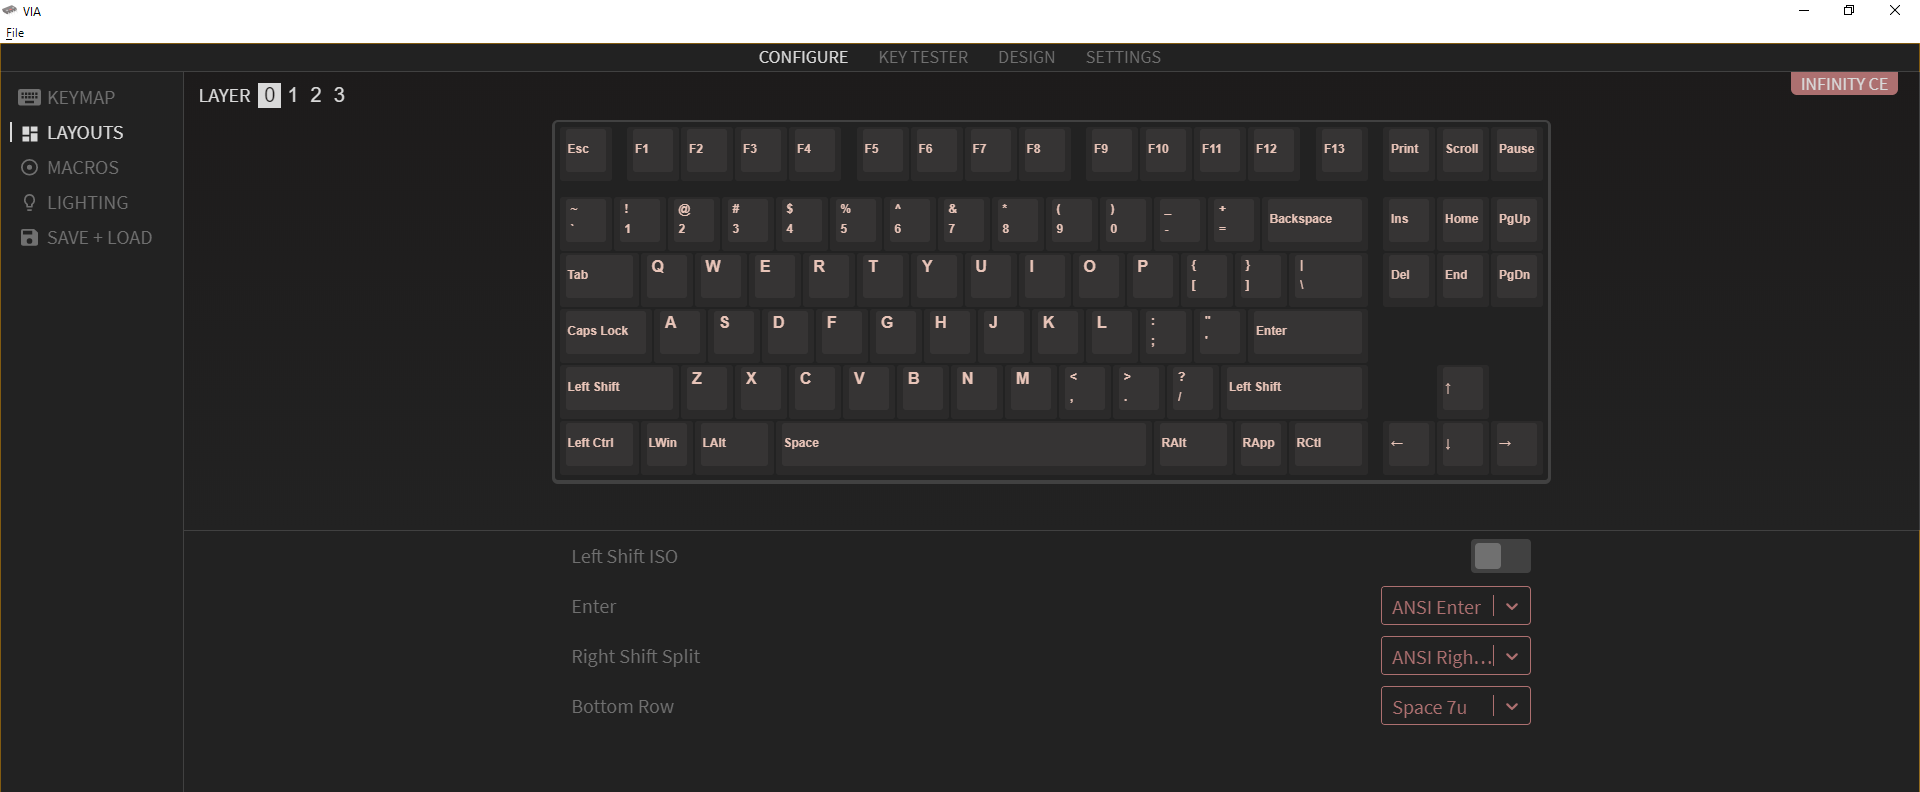 VIA
File
CONFIGURE KEY TESTER DESIGN SETTINGS
KEYMAP
LAYOUTS
MACROS
LIGHTING
SAVE + LOAD
LAYER 0 1 2 3
INFINITY CE
Esc F1 F2 F3 F4 F5 F6 F7 F8 F9 F10 F11 F12 F13 Print Scroll Pause
~ ! @ # $ % ^ & * ( ) _ +
` 1 2 3 4 5 6 7 8 9 0 - = Backspace Ins Home PgUp
Tab Q W E R T Y U I O P { } | Del End PgDn
[ ] \
Caps Lock A S D F G H J K L : " Enter
; '
Left Shift Z X C V B N M < > ? Left Shift ↑
, . /
Left Ctrl LWin LAlt Space RAlt RApp RCtl ← ↓ →
Left Shift ISO
Enter ANSI Enter
Right Shift Split ANSI Righ...
Bottom Row Space 7u